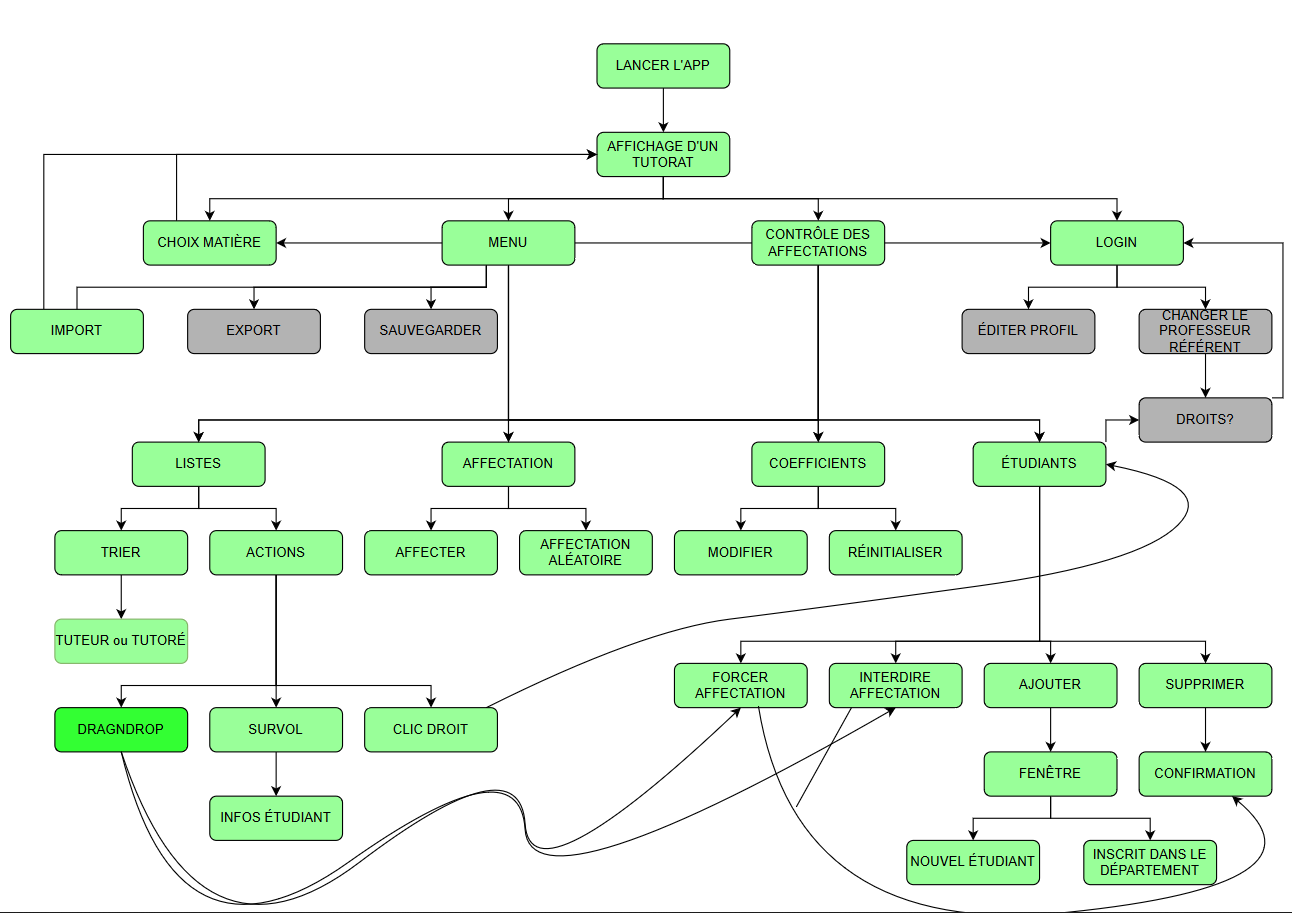 LANCER L'APP
AFFICHAGE D'UN
TUTORAT
CHOIX MATIÈRE
MENU
CONTRÔLE DES
AFFECTATIONS
LOGIN
IMPORT
EXPORT
SAUVEGARDER
ÉDITER PROFIL
CHANGER LE
PROFESSEUR
RÉFÉRENT
DROITS?
LISTES
AFFECTATION
COEFFICIENTS
ÉTUDIANTS
TRIER
ACTIONS
AFFECTER
AFFECTATION
ALÉATOIRE
MODIFIER
RÉINITIALISER
TUTEUR ou TUTORÉ
FORCER
AFFECTATION
INTERDIRE
AFFECTATION
AJOUTER
SUPPRIMER
DRAGNDROP
SURVOL
CLIC DROIT
FENÊTRE
CONFIRMATION
INFOS ÉTUDIANT
NOUVEL ÉTUDIANT
INSCRIT DANS LE
DÉPARTEMENT